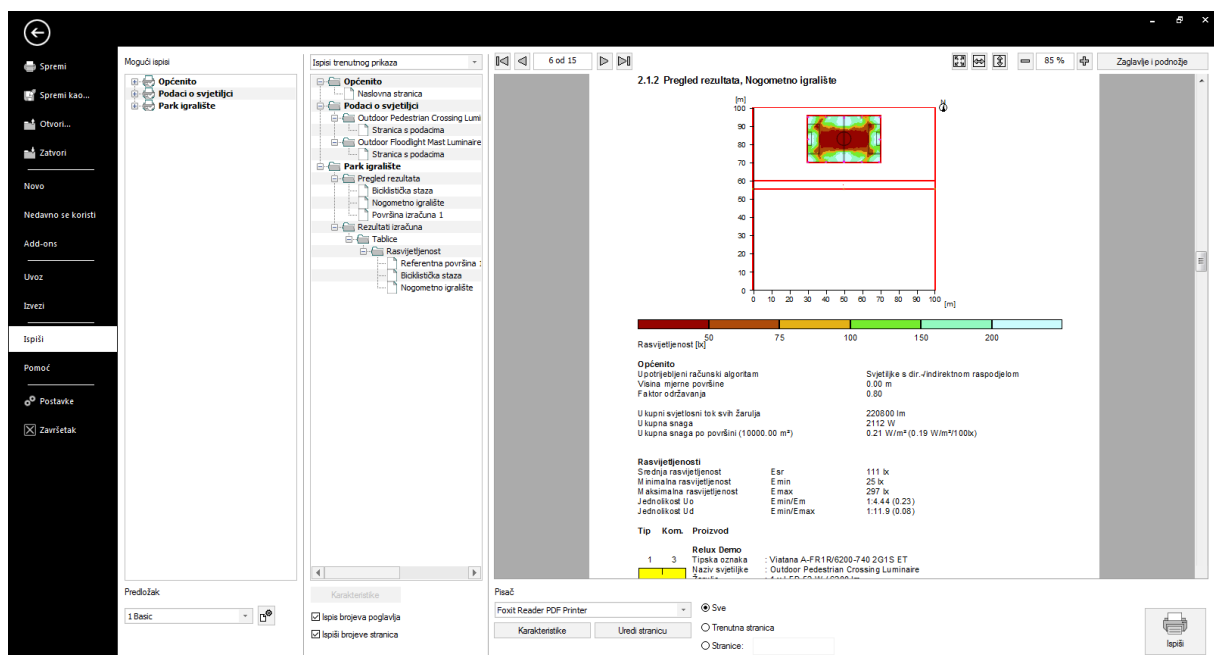 Spremi
Spremi kao...
Otvori...
Zatvori
Novo
Nedavno se koristi
Add-ons
Uvoz
Izvezi
Ispiši
Pomoć
Postavke
Završetak
Mogući ispisi
Općenito
Podaci o svjetiljci
Park igralište
Predložak
1 Basic
Ispisi trenutnog prikaza
Općenito
Naslovna stranica
Podaci o svjetiljci
Outdoor Pedestrian Crossing Lumi
Stranica s podacima
Outdoor Floodlight Mast Luminaire
Stranica s podacima
Park igralište
Pregled rezultata
Biciklistička staza
Nogometno igralište
Površina izračuna 1
Rezultati izračuna
Tablice
Rasvijetljenost
Referentna površina 1
Biciklistička staza
Nogometno igralište
Karakteristike
Ispis brojeva poglavlja
Ispiši brojeve stranica
6 od 15
85 %
Zaglavlje i podnožje
2.1.2 Pregled rezultata, Nogometno igralište
[m]
100
90
80
70
60
50
40
30
20
10
0
0 10 20 30 40 50 60 70 80 90 100 [m]
N
50 75 100 150 200
Rasvijetljenost [lx]
Općenito
Upotrijebljeni računski algoritam Svjetiljke s dir.-/indirektnom raspodjelom
Visina mjerne površine 0.00 m
Faktor održavanja 0.80
Ukupni svjetlosni tok svih žarulja 220800 lm
Ukupna snaga 2112 W
Ukupna snaga po površini (10000.00 m²) 0.21 W/m² (0.19 W/m²/100lx)
Rasvijetljenosti
Srednja rasvijetljenost Esr 111 lx
Minimalna rasvijetljenost Emin 25 lx
Maksimalna rasvijetljenost Emax 297 lx
Jednolikost Uo Emin/Em 1:4.44 (0.23)
Jednolikost Ud Emin/Emax 1:11.9 (0.08)
Tip Kom. Proizvod
Relux Demo
1 3 Tipska oznaka : Viatana A-FR1R/6200-740 2G1S ET
Naziv svjetiljke : Outdoor Pedestrian Crossing Luminaire
Pisač
Foxit Reader PDF Printer
Karakteristike
Uredi stranicu
Sve
Trenutna stranica
Stranice:
Ispiši